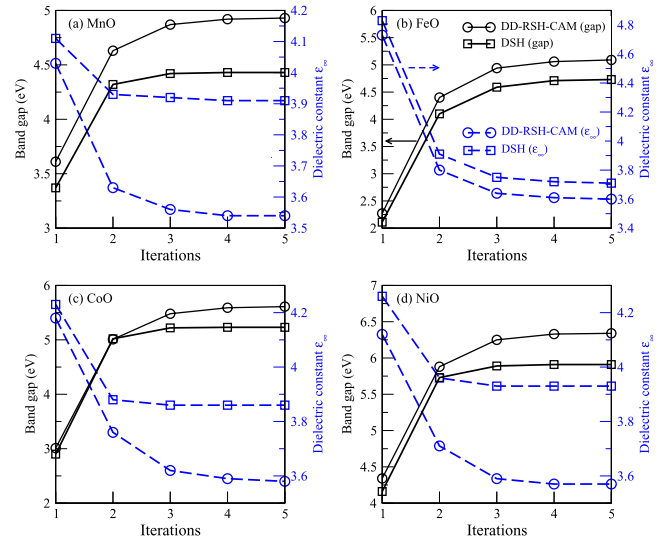 (a) MnO
Band gap (eV)
5
4.5
4
3.5
3
4.2
4.1
4.0
3.9
3.8
3.7
3.6
3.5
Dielectric constant ε∞
1 2 3 4 5
Iterations
(b) FeO
DD-RSH-CAM (gap)
DSH (gap)
DD-RSH-CAM (ε∞)
DSH (ε∞)
Band gap (eV)
6
5.5
5
4.5
4
3.5
3
2.5
2
4.8
4.6
4.4
4.2
4
3.8
3.6
3.4
Dielectric constant ε∞
1 2 3 4 5
Iterations
(c) CoO
Band gap (eV)
6
5
4
3
2
4.2
4
3.8
3.6
Dielectric constant ε∞
1 2 3 4 5
Iterations
(d) NiO
Band gap (eV)
7
6.5
6
5.5
5
4.5
4
4.2
4
3.8
3.6
Dielectric constant ε∞
1 2 3 4 5
Iterations